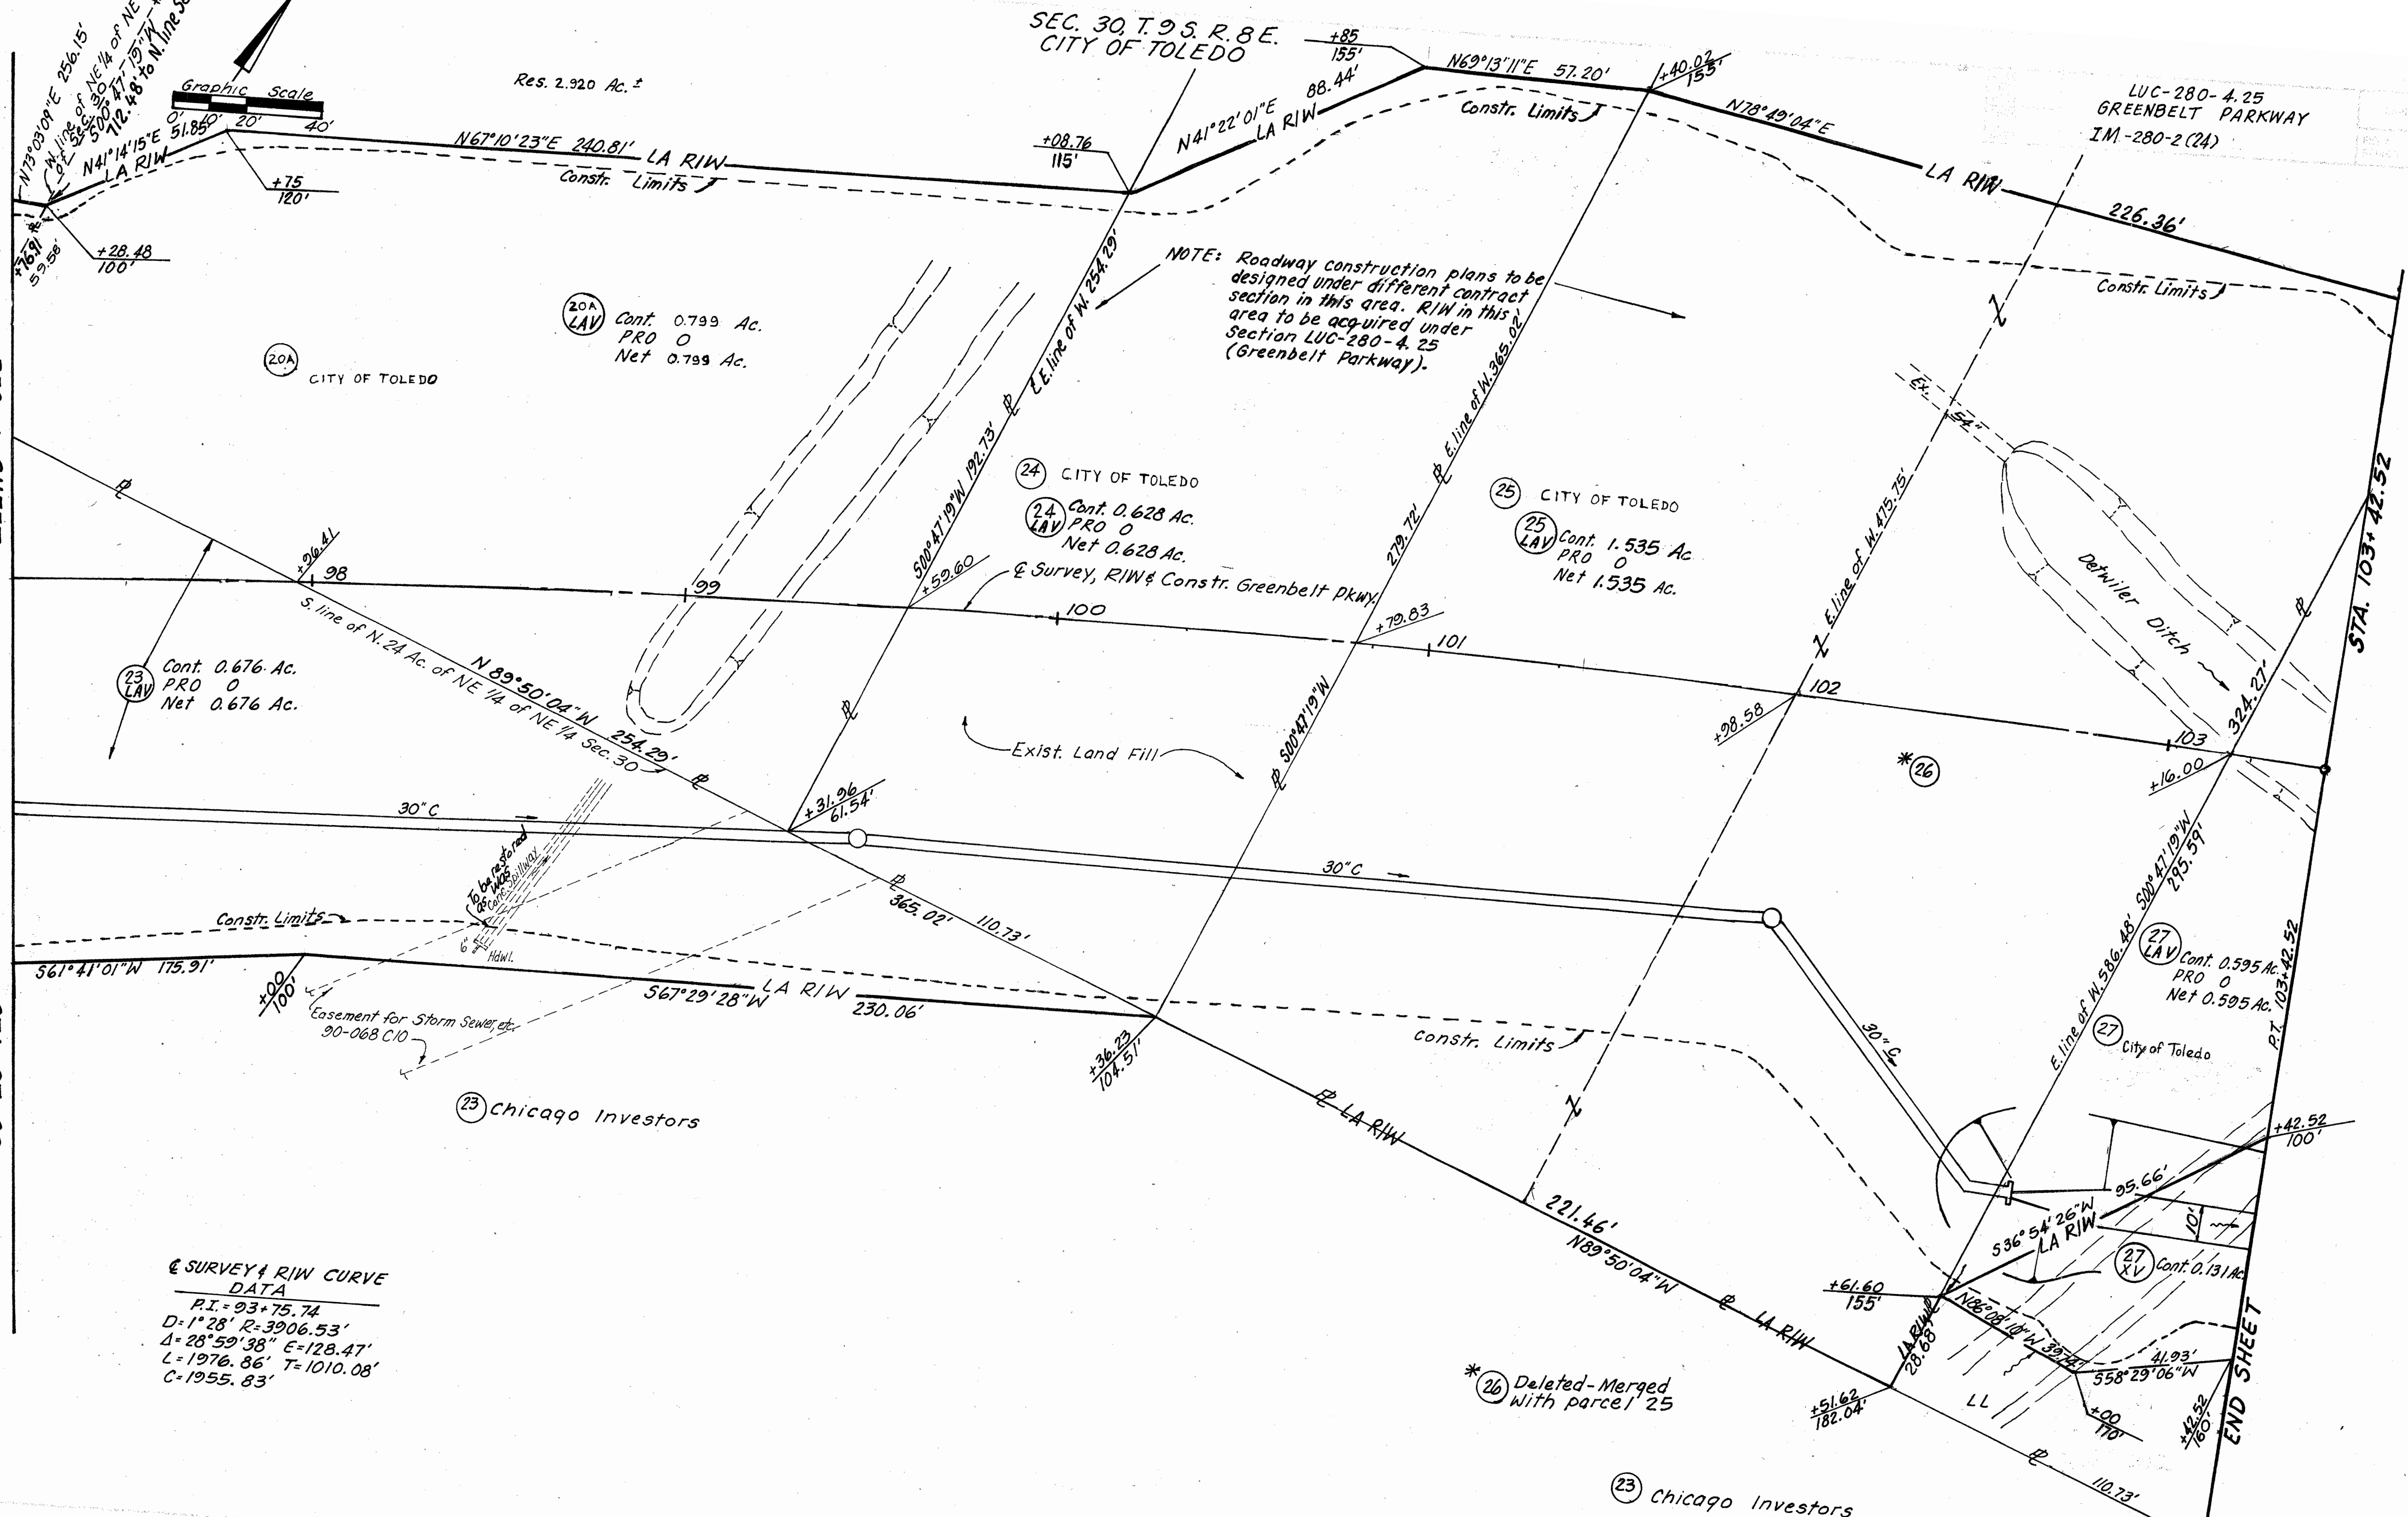 SEC. 30, T. 9 S. R. 8 E.
CITY OF TOLEDO
LUC-280-4.25
GREENBELT PARKWAY
IM-280-2(24)
N73°03'09"E 256.15'
W. line of NE 1/4 of NE
of Sec. 30
S00°47'19"W
712.48' to N. line
Graphic Scale
0' 10' 20' 40'
Res. 2.920 Ac. ±
N41°14'15"E 51.85'
LA R/W
N67°10'23"E 240.81' LA R/W
Constr. Limits
+75
120'
+28.48
100'
+76.91
59.58'
+08.76
115'
N41°22'01"E 88.44'
LA R/W
+85
155'
N69°13'11"E 57.20'
Constr. Limits
+40.02
155'
N78°49'04"E
LA R/W
226.36'
Constr. Limits
NOTE: Roadway construction plans to be
designed under different contract
section in this area. R/W in this
area to be acquired under
Section LUC-280-4.25
(Greenbelt Parkway).
20A
LAV
Cont. 0.799 Ac.
PRO 0
Net 0.799 Ac.
20A
CITY OF TOLEDO
℄ E. line of W. 254.29'
S00°47'19"W 192.73'
E. line of W. 365.02'
279.72'
S00°47'19"W
E. line of W. 475.75'
Ex. 54"
Detwiler Ditch
STA. 103+42.52
24 CITY OF TOLEDO
24
LAV
Cont. 0.628 Ac.
PRO 0
Net 0.628 Ac.
25 CITY OF TOLEDO
25
LAV
Cont. 1.535 Ac.
PRO 0
Net 1.535 Ac.
℄ Survey, R/W & Constr. Greenbelt Pkwy.
+96.41
98
99
+59.60
100
+79.83
101
+98.58
102
103
+16.00
324.27'
S. line of N. 24 Ac. of NE 1/4 of NE 1/4 Sec. 30
N 89°50'04"W 254.29'
23
LAV
Cont. 0.676 Ac.
PRO 0
Net 0.676 Ac.
Exist. Land Fill
*26
+31.96
61.54'
30"C
30"C
30"C
To be restored
as was
Conc. Spillway
6"
Hdwl.
Constr. Limits
S61°41'01"W 175.91'
+00
100'
Easement for Storm Sewer, etc.
90-068 C10
S67°29'28"W LA R/W 230.06'
365.02'
110.73'
+36.23
104.51'
Constr. Limits
23 Chicago Investors
LA R/W
221.46'
N89°50'04"W
LA R/W
E. line of W. 586.48'
S00°47'19"W
295.59'
27
LAV
Cont. 0.595 Ac.
PRO 0
Net 0.595 Ac.
27
City of Toledo
P.T. 103+42.52
+42.52
100'
95.66'
S36°54'26"W
LA R/W
10'
27
XV
Cont. 0.131 Ac.
+61.60
155'
LA R/W
28.68'
N86°08'10"W 39.74'
41.93'
S58°29'06"W
+51.62
182.04'
LL
+00
170'
+42.52
160'
END SHEET
110.73'
℄ SURVEY & R/W CURVE
DATA
P.I. = 93+75.74
D=1°28' R=3906.53'
Δ=28°59'38" E=128.47'
L=1976.86' T=1010.08'
C=1955.83'
*26 Deleted-Merged
With parcel 25
23 Chicago Investors